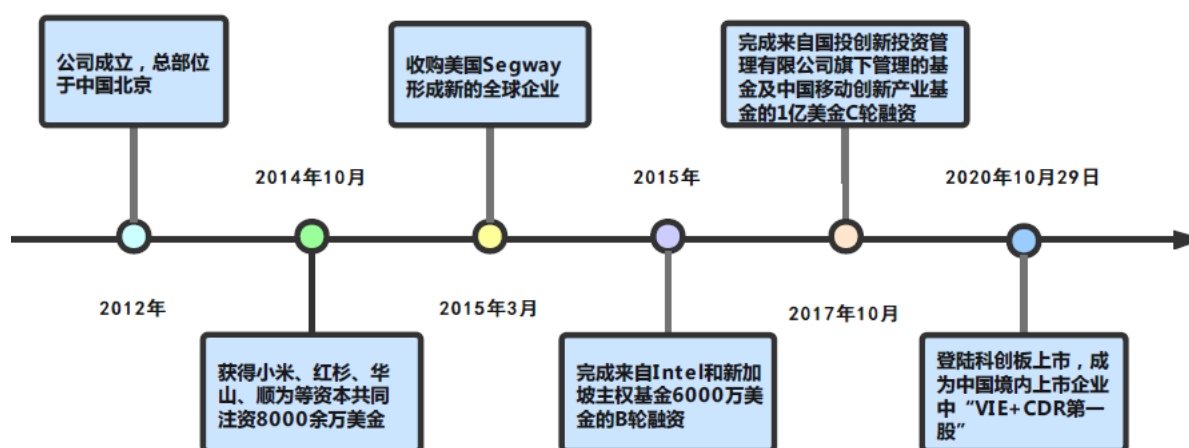 公司成立，总部位
于中国北京
收购美国Segway
形成新的全球企业
完成来自国投创新投资管
理有限公司旗下管理的基
金及中国移动创新产业基
金的1亿美金C轮融资
2014年10月
2015年
2020年10月29日
2012年
2015年3月
2017年10月
获得小米、红杉、华
山、顺为等资本共同
注资8000余万美金
完成来自Intel和新加
坡主权基金6000万美
金的B轮融资
登陆科创板上市，成
为中国境内上市企业
中“VIE+CDR第一
股”